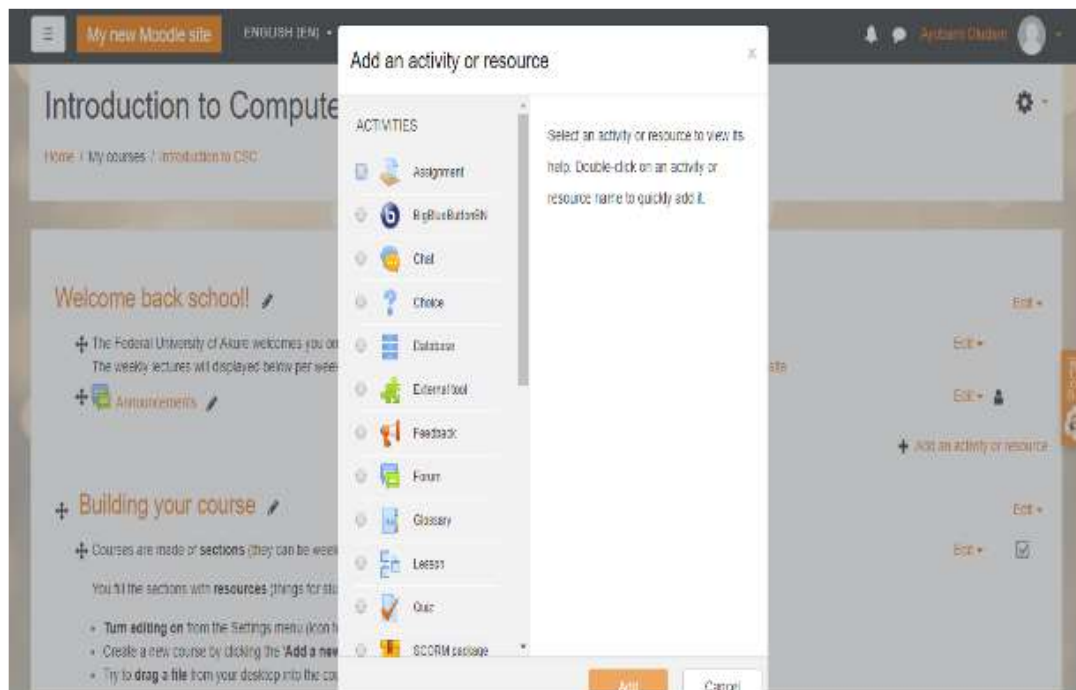 My new Moodle site
ENGLISH (EN)
Add an activity or resource
x
Introduction to Compute
Home / My courses / Introduction to CSC
ACTIVITIES
Assignment
BigBlueButtonBN
Chat
Choice
Database
External tool
Feedback
Forum
Glossary
Lesson
Quiz
SCORM package
Select an activity or resource to view its
help. Double-click on an activity or
resource name to quickly add it.
Welcome back school!
Edit
The Federal University of Akure welcomes you on
Edit
The weekly lectures will displayed below per week
Announcements
Edit
Add an activity or resource
Building your course
Edit
Courses are made of sections (they can be week
Edit
You fill the sections with resources (things for stu
Turn editing on from the Settings menu (icon
Create a new course by clicking the 'Add a new
Try to drag a file from your desktop into the cou
Add
Cancel